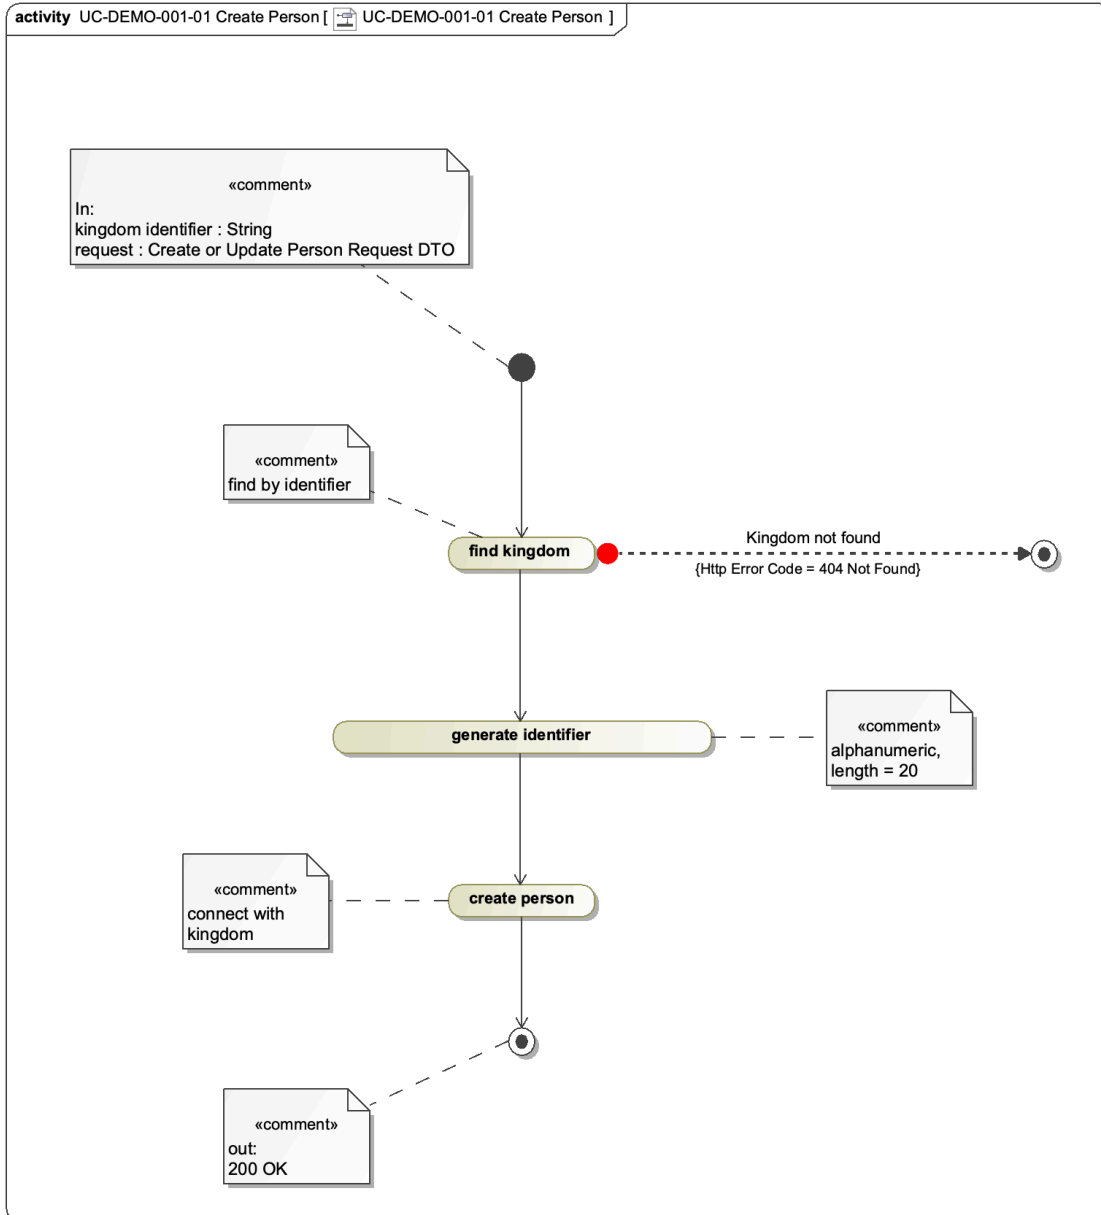 activity UC-DEMO-001-01 Create Person [ UC-DEMO-001-01 Create Person ]
«comment»
In:
kingdom identifier : String
request : Create or Update Person Request DTO
«comment»
find by identifier
find kingdom
Kingdom not found
{Http Error Code = 404 Not Found}
generate identifier
«comment»
alphanumeric,
length = 20
«comment»
connect with
kingdom
create person
«comment»
out:
200 OK